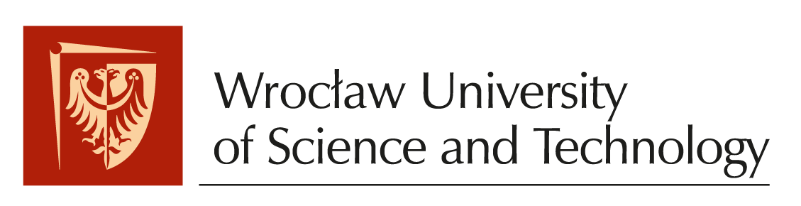 Wrocław University
of Science and Technology